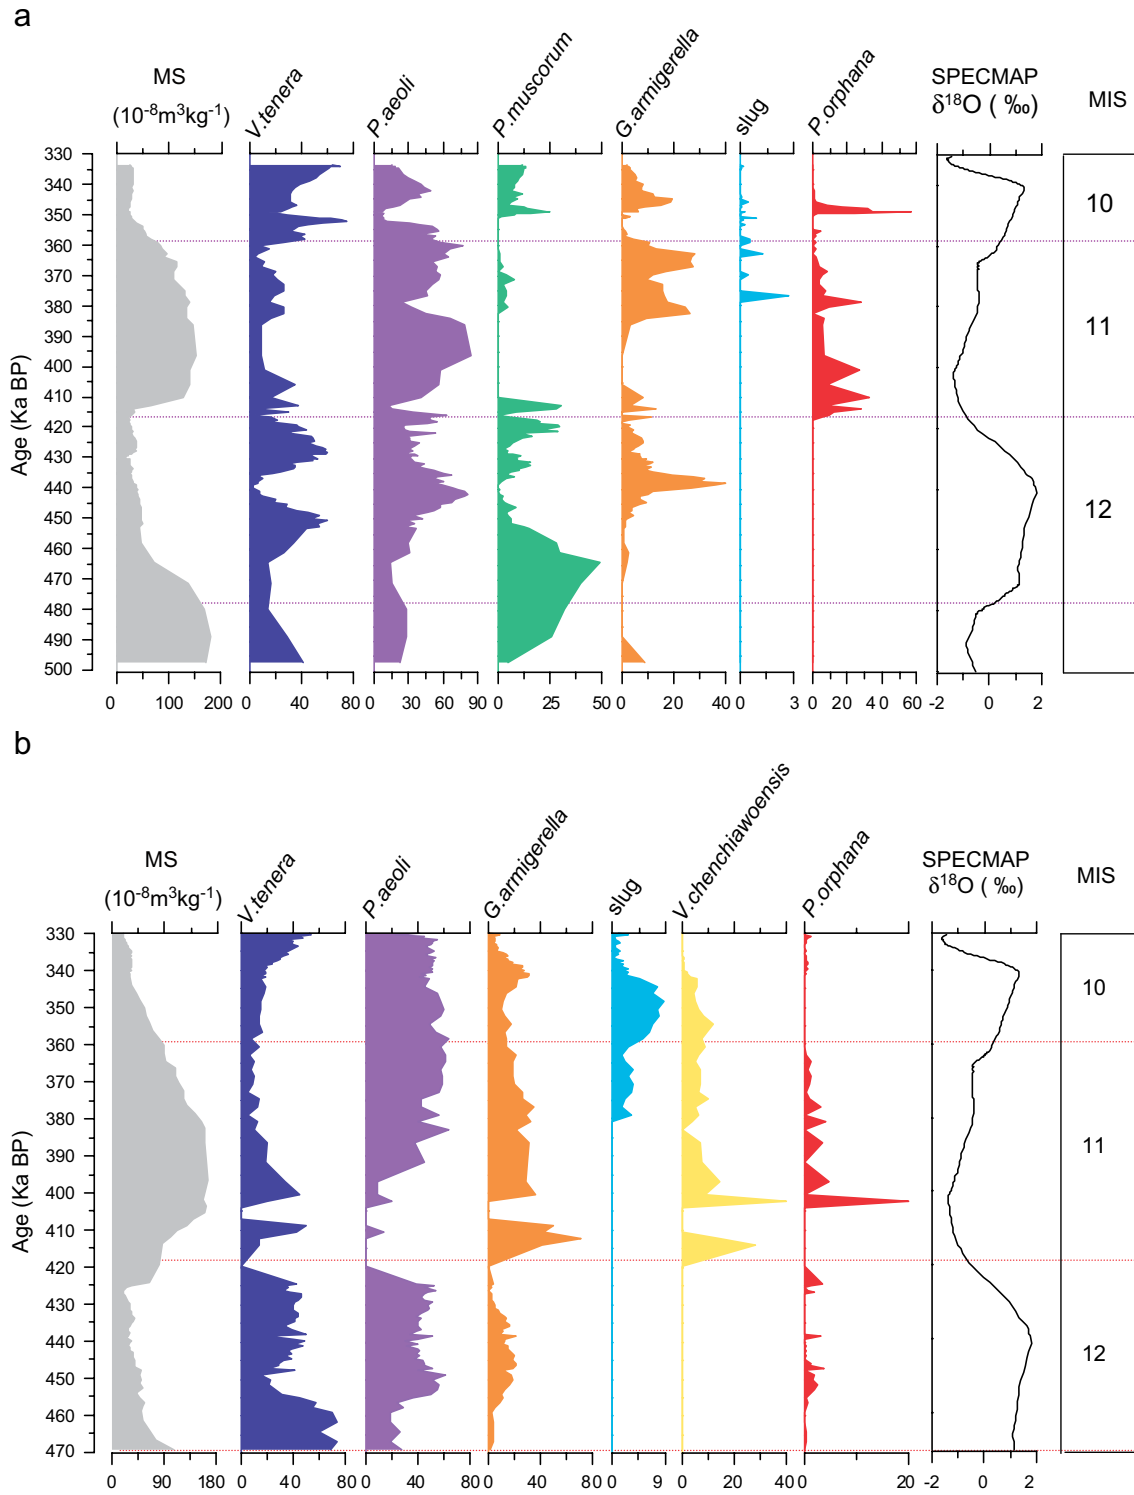 a
MS
(10⁻⁸m³kg⁻¹)
V.tenera
P.aeoli
P.muscorum
G.armigerella
slug
P.orphana
SPECMAP
δ¹⁸O ( ‰)
MIS
Age (Ka BP)
330
340
350
360
370
380
390
400
410
420
430
440
450
460
470
480
490
500
10
11
12
0 100 200
0 40 80
0 30 60 90
0 25 50
0 20 40
0 3
0 20 40 60
-2 0 2
b
MS
(10⁻⁸m³kg⁻¹)
V.tenera
P.aeoli
G.armigerella
slug
V.chenchiawoensis
P.orphana
SPECMAP
δ¹⁸O ( ‰)
MIS
Age (Ka BP)
330
340
350
360
370
380
390
400
410
420
430
440
450
460
470
10
11
12
0 90 180
0 40 80
0 40 80
0 40 80
0 9
0 20 40
0 20
-2 0 2